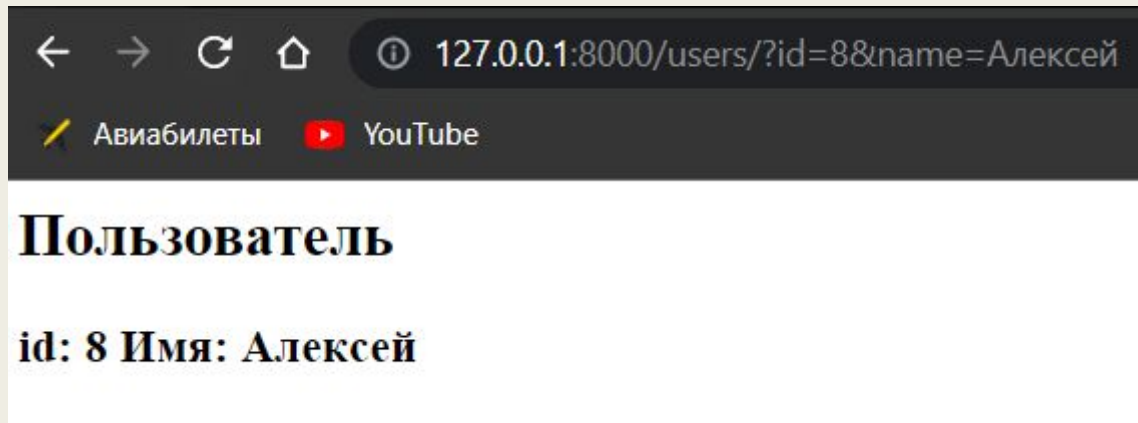 127.0.0.1:8000/users/?id=8&name=Алексей
Авиабилеты YouTube
Пользователь
id: 8 Имя: Алексей